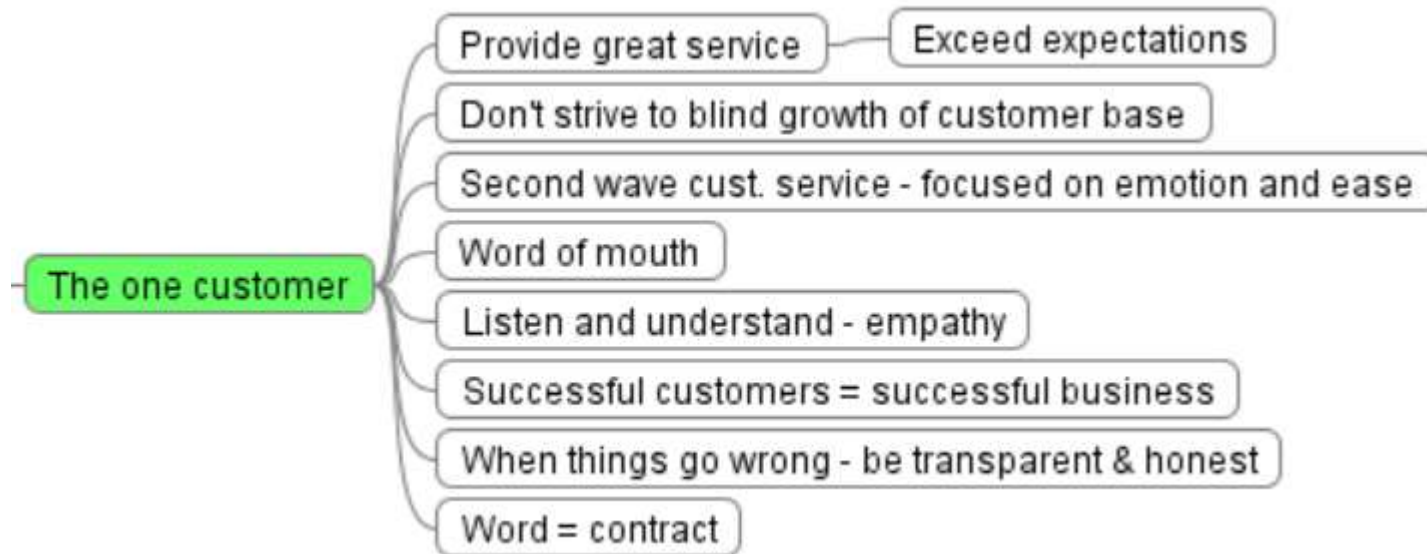 Provide great service
Exceed expectations
Don't strive to blind growth of customer base
Second wave cust. service - focused on emotion and ease
Word of mouth
The one customer
Listen and understand - empathy
Successful customers = successful business
When things go wrong - be transparent & honest
Word = contract